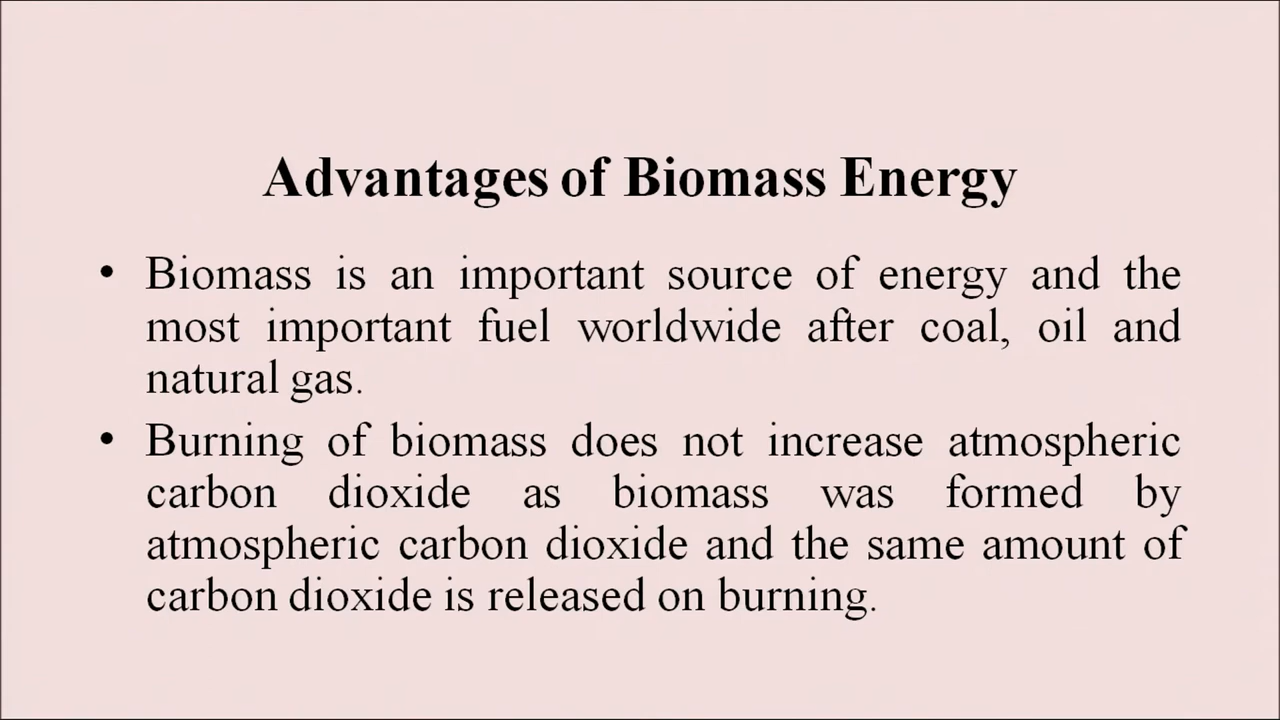 Advantages of Biomass Energy
• Biomass is an important source of energy and the
most important fuel worldwide after coal, oil and
natural gas.
• Burning of biomass does not increase atmospheric
carbon dioxide as biomass was formed by
atmospheric carbon dioxide and the same amount of
carbon dioxide is released on burning.